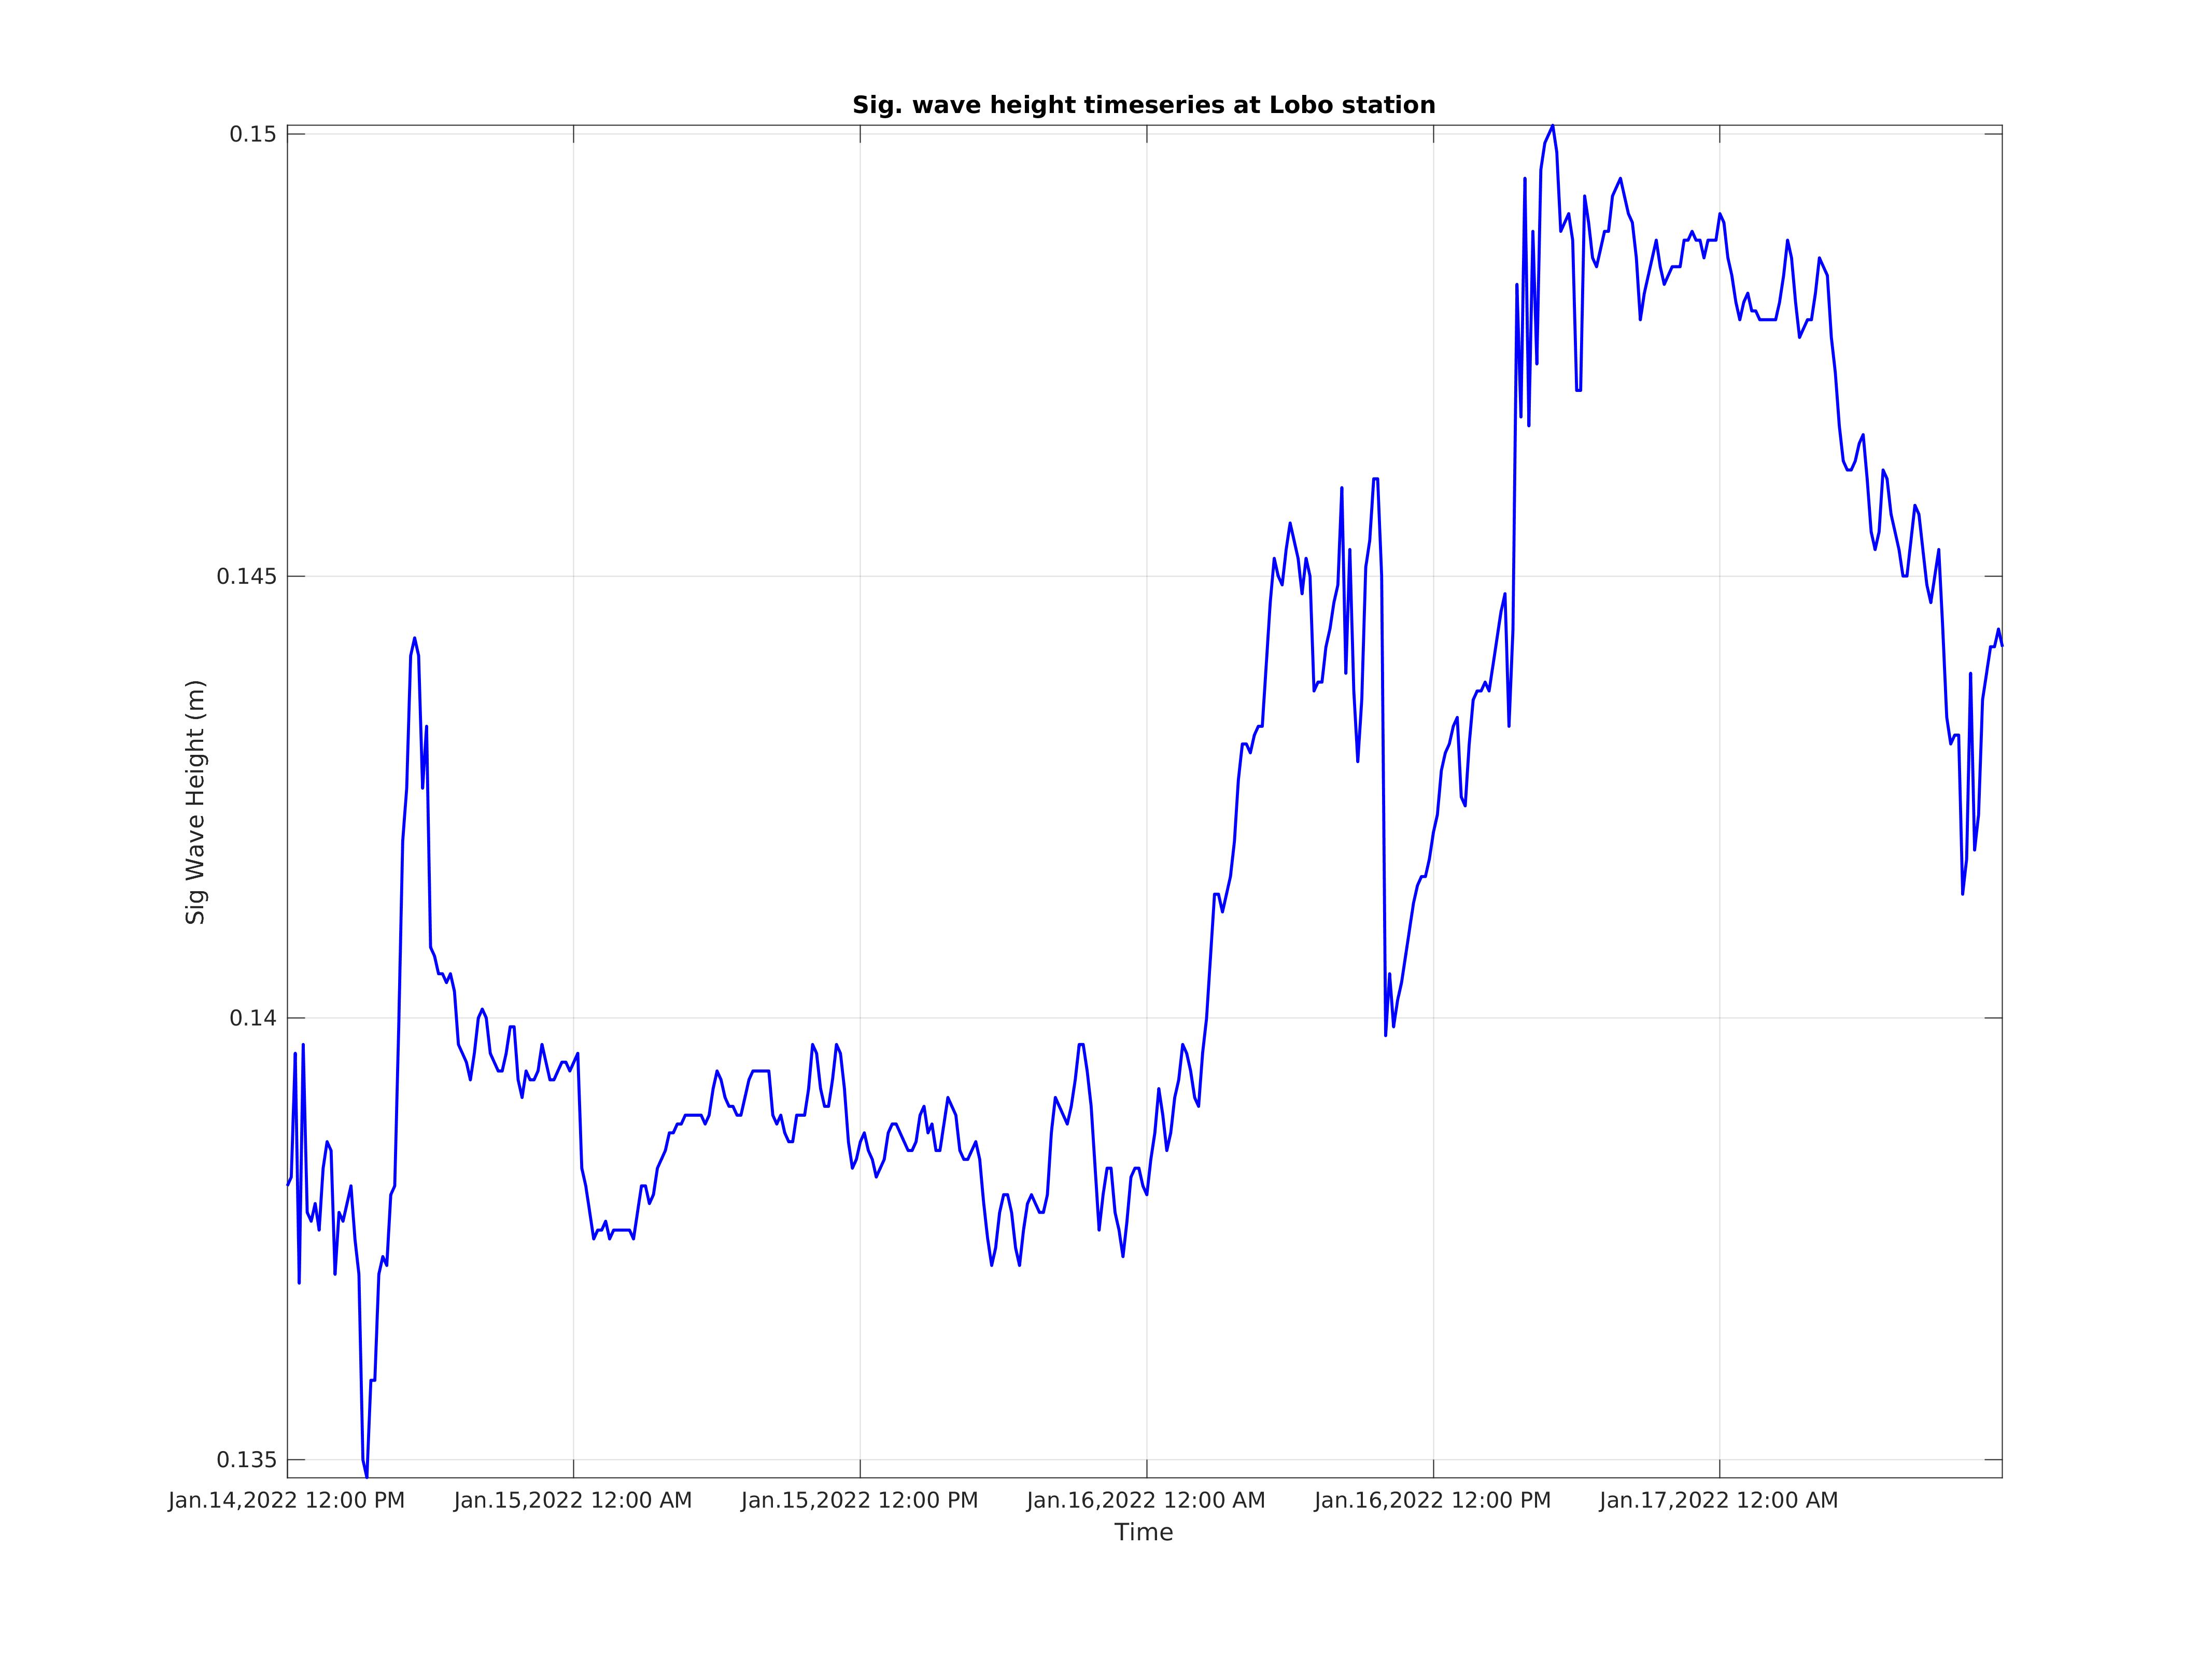 Sig. wave height timeseries at Lobo station
0.15
0.145
0.14
0.135
Sig Wave Height (m)
Jan.14,2022 12:00 PM Jan.15,2022 12:00 AM Jan.15,2022 12:00 PM Jan.16,2022 12:00 AM Jan.16,2022 12:00 PM Jan.17,2022 12:00 AM
Time